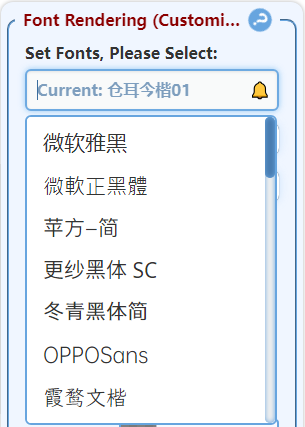 Font Rendering (Customi...
Set Fonts, Please Select:
Current: 仓耳今楷01
微软雅黑
微軟正黑體
苹方-简
更纱黑体 SC
冬青黑体简
OPPOSans
霞鹜文楷